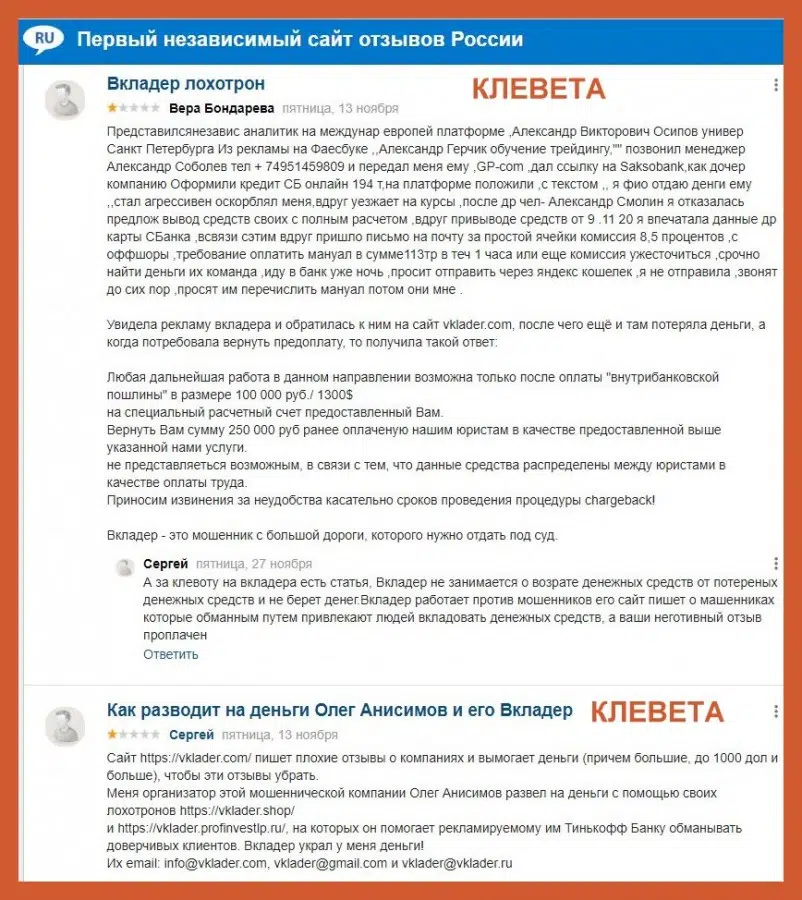 RU Первый независимый сайт отзывов России
Вкладер лохотрон КЛЕВЕТА
Вера Бондарева пятница, 13 ноября
Представилсянезавис аналитик на междунар европей платформе ,Александр Викторович Осипов универ
Санкт Петербурга Из рекламы на Фаесбуке ,,Александр Герчик обучение трейдингу,"" позвонил менеджер
Александр Соболев тел + 74951459809 и передал меня ему ,GP-com ,дал ссылку на Saksobank,как дочер
компанию Оформили кредит СБ онлайн 194 т,на платформе положили ,с текстом ,, я фио отдаю денги ему
,,стал агрессивен оскорблял меня,вдруг уезжает на курсы ,после др чел- Александр Смолин я отказалась
предлож вывод средств своих с полным расчетом ,вдруг привыводе средств от 9 .11 20 я впечатала данные др
карты СБанка ,всвязи сэтим вдруг пришло письмо на почту за простой ячейки комиссия 8,5 процентов ,с
оффшоры ,требование оплатить мануал в сумме113тр в теч 1 часа или еще комиссия ужесточиться ,срочно
найти деньги их команда ,иду в банк уже ночь ,просит отправить через яндекс кошелек ,я не отправила ,звонят
до сих пор ,просят им перечислить мануал потом они мне .
Увидела рекламу вкладера и обратилась к ним на сайт vklader.com, после чего ещё и там потеряла деньги, а
когда потребовала вернуть предоплату, то получила такой ответ:
Любая дальнейшая работа в данном направлении возможна только после оплаты "внутрибанковской
пошлины" в размере 100 000 руб./ 1300$
на специальный расчетный счет предоставленный Вам.
Вернуть Вам сумму 250 000 руб ранее оплаченую нашим юристам в качестве предоставленной выше
указанной нами услуги.
не представляеться возможным, в связи с тем, что данные средства распределены между юристами в
качестве оплаты труда.
Приносим извинения за неудобства касательно сроков проведения процедуры chargeback!
Вкладер - это мошенник с большой дороги, которого нужно отдать под суд.
Сергей пятница, 27 ноября
А за клевоту на вкладера есть статья, Вкладер не занимается о возрате денежных средств от потереных
денежных средств и не берет денег.Вкладер работает против мошенников его сайт пишет о машенниках
которые обманным путем привлекают людей вкладовать денежных средств, а ваши неготивный отзыв
проплачен
Ответить
Как разводит на деньги Олег Анисимов и его Вкладер КЛЕВЕТА
Сергей пятница, 13 ноября
Сайт https://vklader.com/ пишет плохие отзывы о компаниях и вымогает деньги (причем большие, до 1000 дол и
больше), чтобы эти отзывы убрать.
Меня организатор этой мошеннической компании Олег Анисимов развел на деньги с помощью своих
лохотронов https://vklader.shop/
и https://vklader.profinvestlp.ru/, на которых он помогает рекламируемому им Тинькофф Банку обманывать
доверчивых клиентов. Вкладер украл у меня деньги!
Их email: info@vklader.com, vklader@gmail.com и vklader@vklader.ru